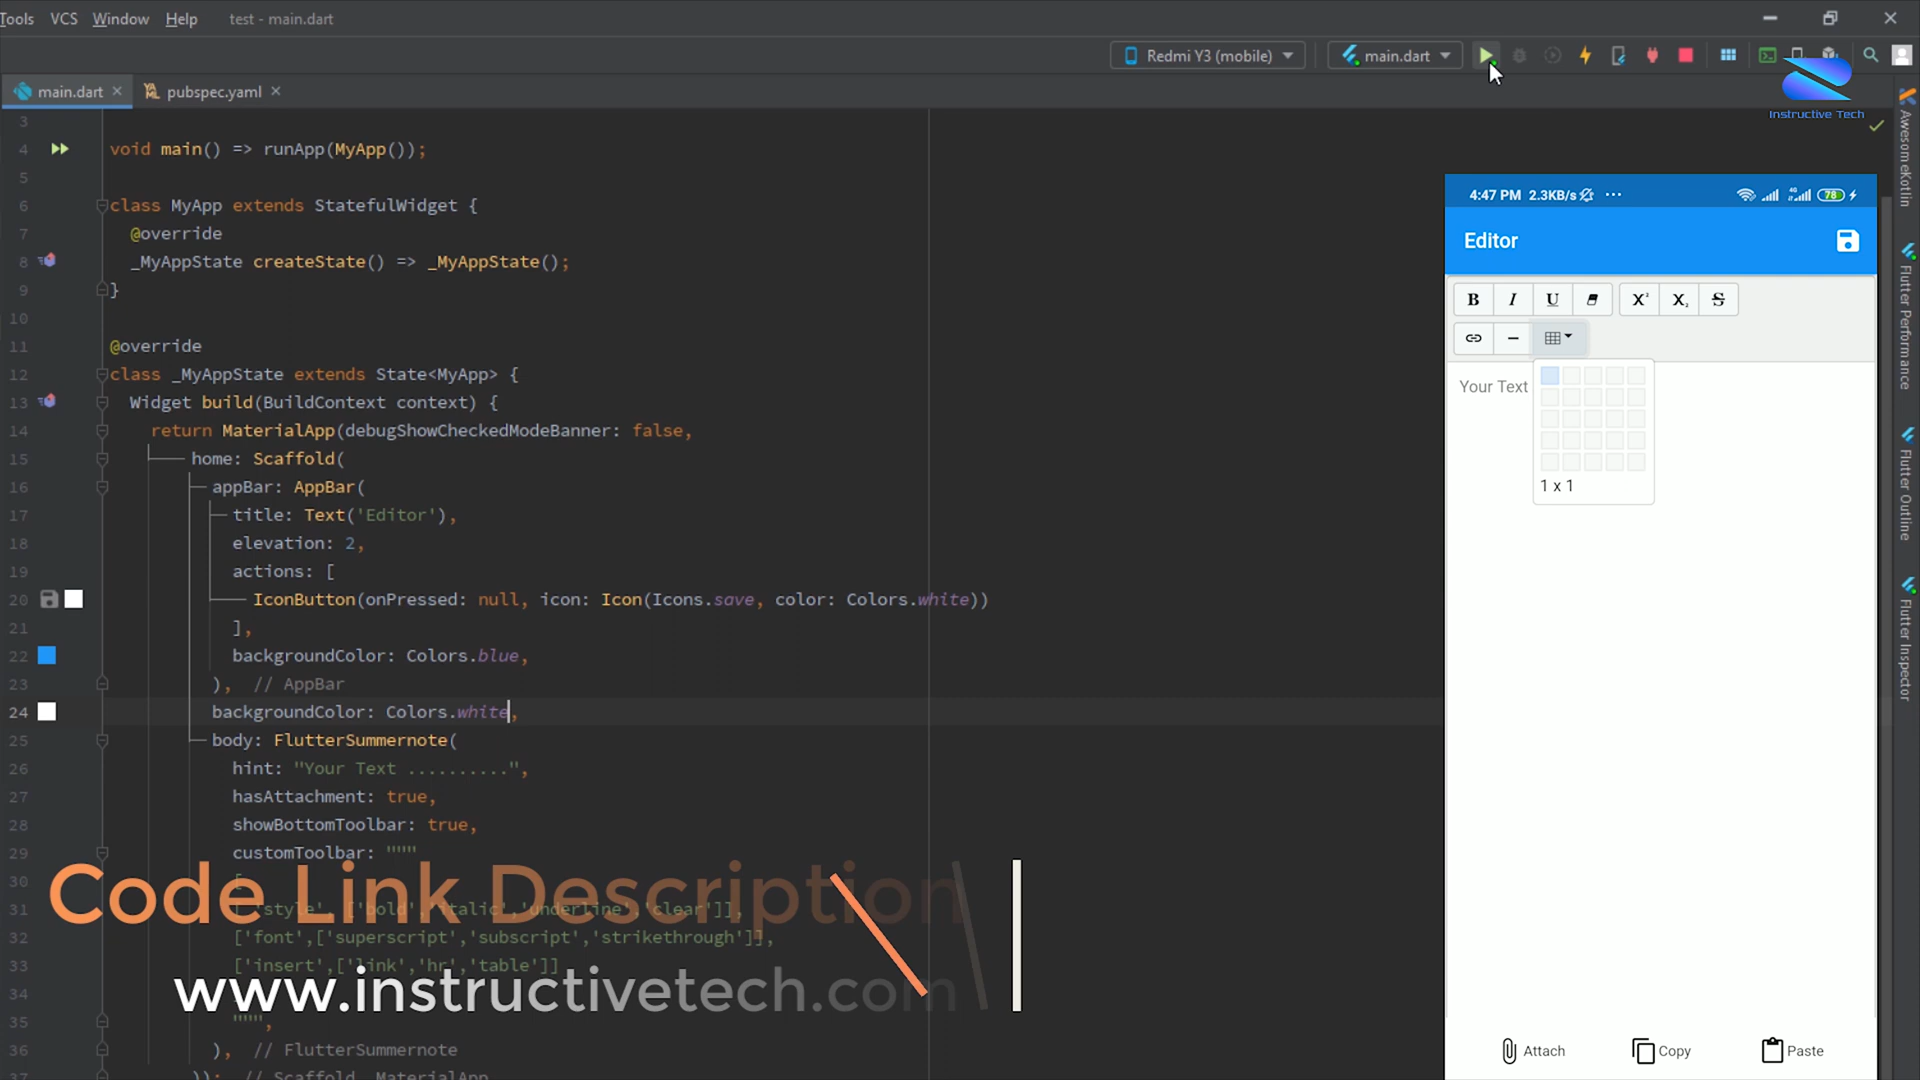 Tools VCS Window Help test - main.dart
Redmi Y3 (mobile) main.dart
main.dart pubspec.yaml
Instructive Tech
3
4 void main() => runApp(MyApp());
5
6 class MyApp extends StatefulWidget {
7 @override
8 _MyAppState createState() => _MyAppState();
9 }
10
11 @override
12 class _MyAppState extends State<MyApp> {
13 Widget build(BuildContext context) {
14 return MaterialApp(debugShowCheckedModeBanner: false,
15 home: Scaffold(
16 appBar: AppBar(
17 title: Text('Editor'),
18 elevation: 2,
19 actions: [
20 IconButton(onPressed: null, icon: Icon(Icons.save, color: Colors.white))
21 ],
22 backgroundColor: Colors.blue,
23 ), // AppBar
24 backgroundColor: Colors.white,
25 body: FlutterSummernote(
26 hint: "Your Text ..........",
27 hasAttachment: true,
28 showBottomToolbar: true,
29 customToolbar: """
30 [
31 ['style',['bold','italic','underline','clear']],
32 ['font',['superscript','subscript','strikethrough']],
33 ['insert',['link','hr','table']]
34
35 """,
36 ), // FlutterSummernote
37 )); // Scaffold, MaterialApp
Code Link Description
www.instructivetech.com
4:47 PM 2.3KB/s ... 4G 78
Editor
B I U X² X, S
Your Text
1 x 1
Attach Copy Paste
AwesomeKotlin
Flutter Performance
Flutter Outline
Flutter Inspector